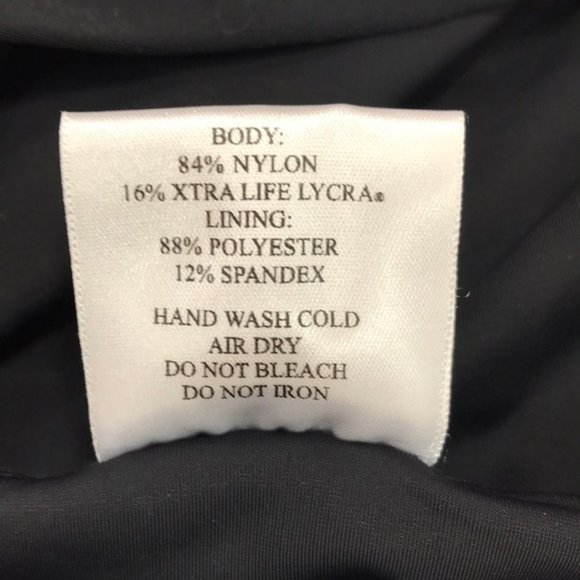 BODY:
84% NYLON
16% XTRA LIFE LYCRA®
LINING:
88% POLYESTER
12% SPANDEX
HAND WASH COLD
AIR DRY
DO NOT BLEACH
DO NOT IRON